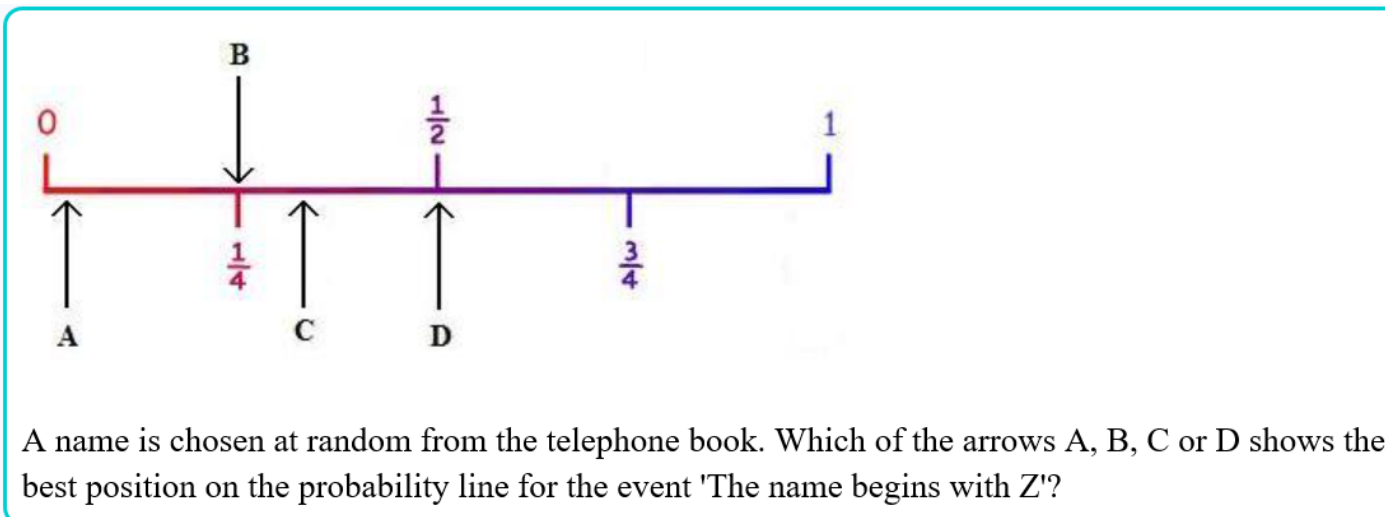 B
0
1/2
1
1/4
3/4
A
C
D
A name is chosen at random from the telephone book. Which of the arrows A, B, C or D shows the
best position on the probability line for the event 'The name begins with Z'?